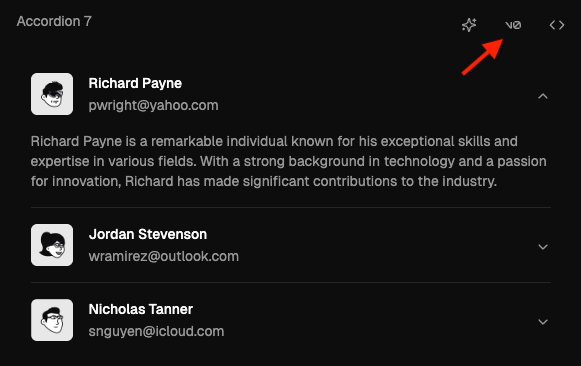 Accordion 7
v0
Richard Payne
pwright@yahoo.com
Richard Payne is a remarkable individual known for his exceptional skills and
expertise in various fields. With a strong background in technology and a passion
for innovation, Richard has made significant contributions to the industry.
Jordan Stevenson
wramirez@outlook.com
Nicholas Tanner
snguyen@icloud.com